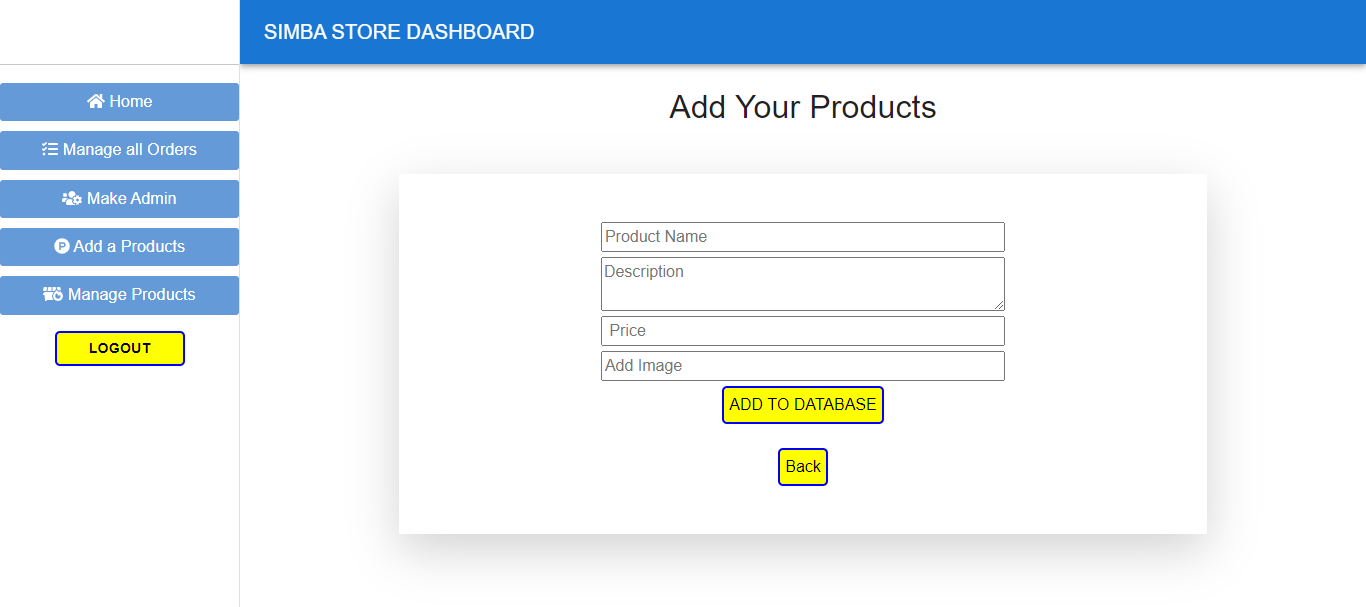 SIMBA STORE DASHBOARD
Home
Manage all Orders
Make Admin
Add a Products
Manage Products
LOGOUT
Add Your Products
Product Name
Description
Price
Add Image
ADD TO DATABASE
Back